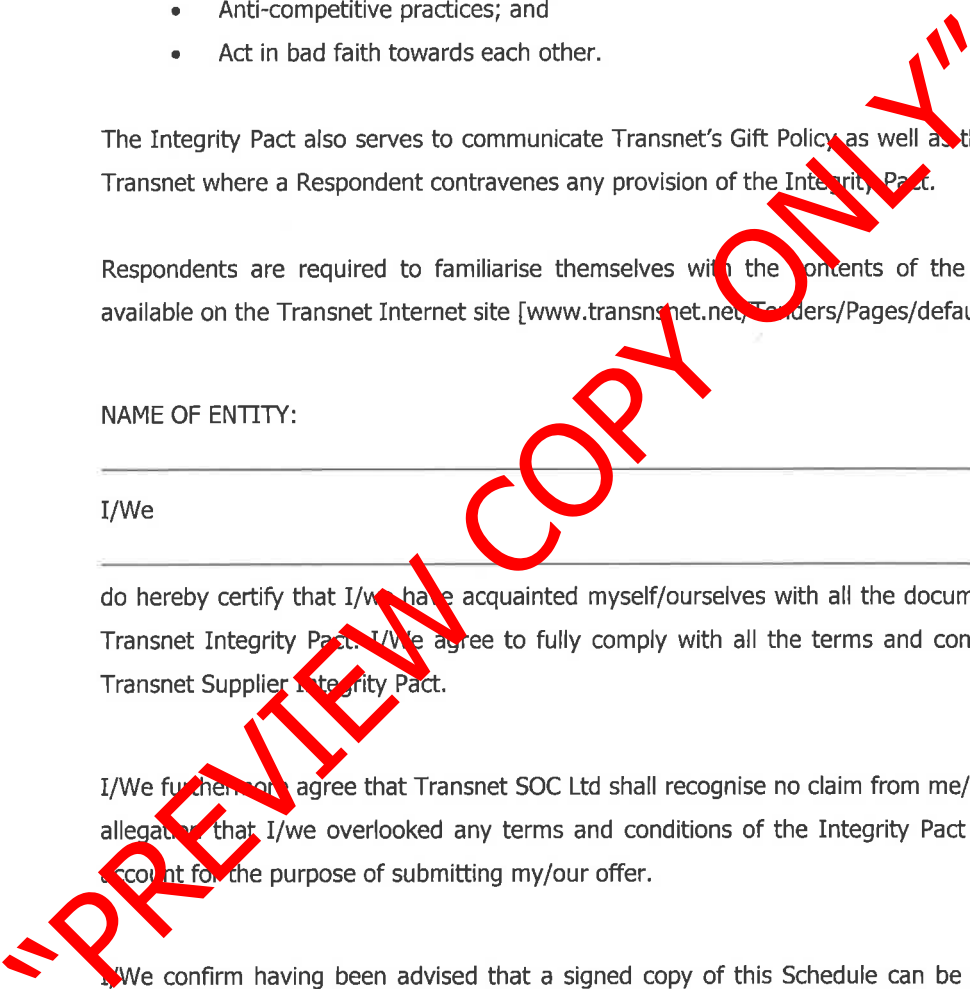 • Anti-competitive practices; and
• Act in bad faith towards each other.
The Integrity Pact also serves to communicate Transnet's Gift Policy as well as
Transnet where a Respondent contravenes any provision of the Integrity Pact.
Respondents are required to familiarise themselves with the contents of the
available on the Transnet Internet site [www.transnsnet.net/Tenders/Pages/defau
NAME OF ENTITY:
I/We
do hereby certify that I/we have acquainted myself/ourselves with all the docum
Transnet Integrity Pact. I/We agree to fully comply with all the terms and con
Transnet Supplier Integrity Pact.
I/We furthermore agree that Transnet SOC Ltd shall recognise no claim from me/
allegation that I/we overlooked any terms and conditions of the Integrity Pact
account for the purpose of submitting my/our offer.
I/We confirm having been advised that a signed copy of this Schedule can be
"PREVIEW COPY ONLY"